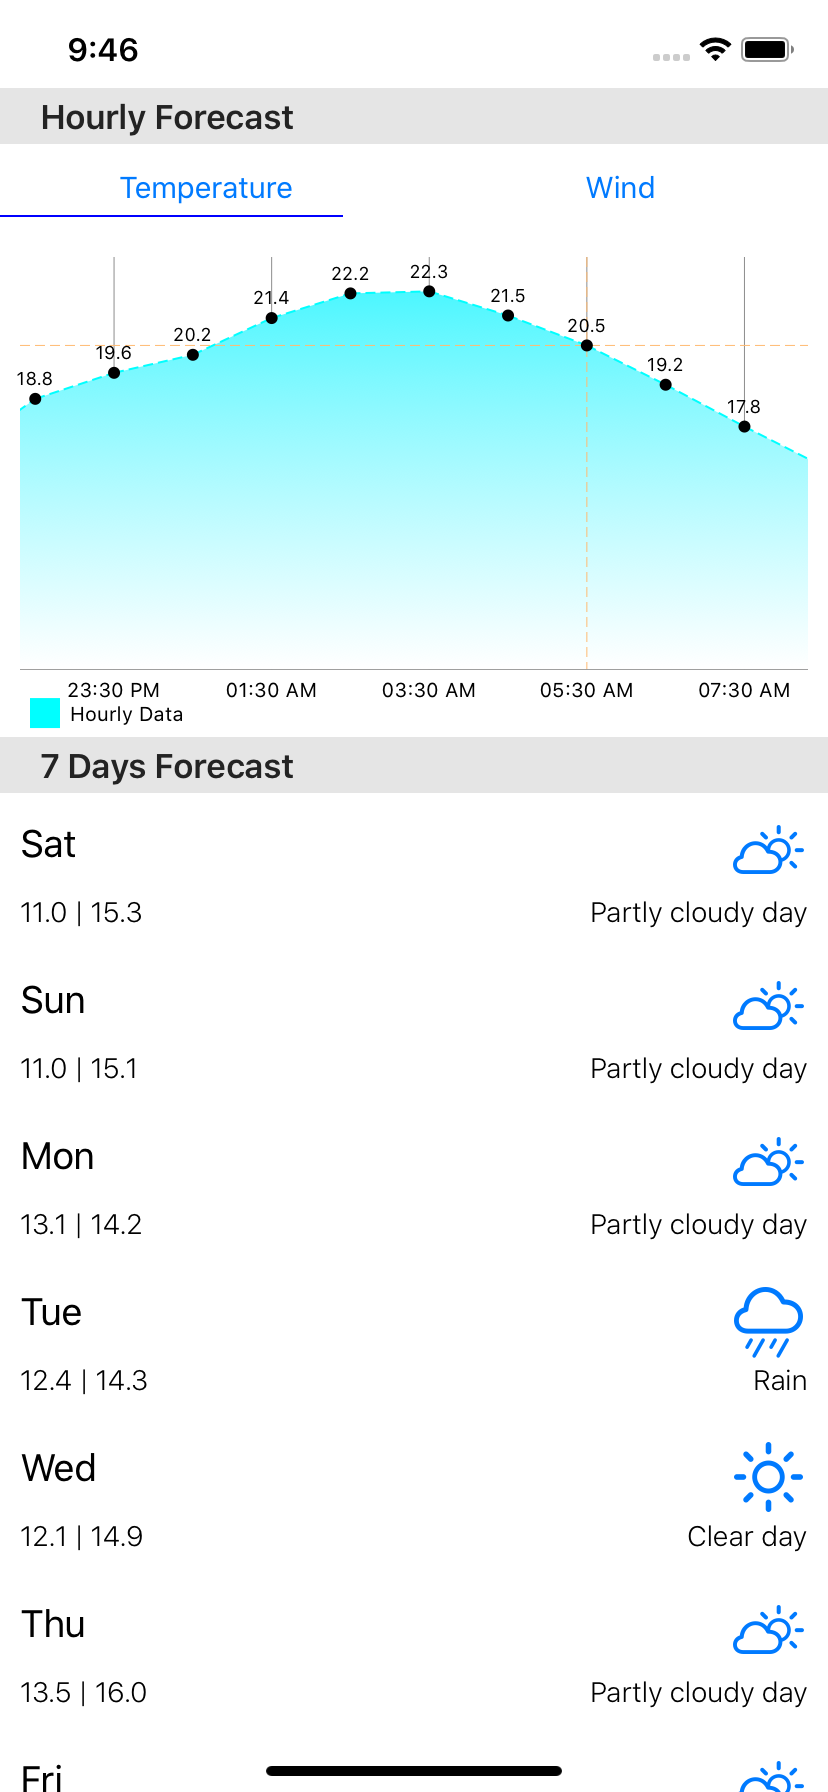 9:46
Hourly Forecast
Temperature Wind
18.8 19.6 20.2 21.4 22.2 22.3 21.5 20.5 19.2 17.8
23:30 PM 01:30 AM 03:30 AM 05:30 AM 07:30 AM
Hourly Data
7 Days Forecast
Sat
11.0 | 15.3 Partly cloudy day
Sun
11.0 | 15.1 Partly cloudy day
Mon
13.1 | 14.2 Partly cloudy day
Tue
12.4 | 14.3 Rain
Wed
12.1 | 14.9 Clear day
Thu
13.5 | 16.0 Partly cloudy day
Fri